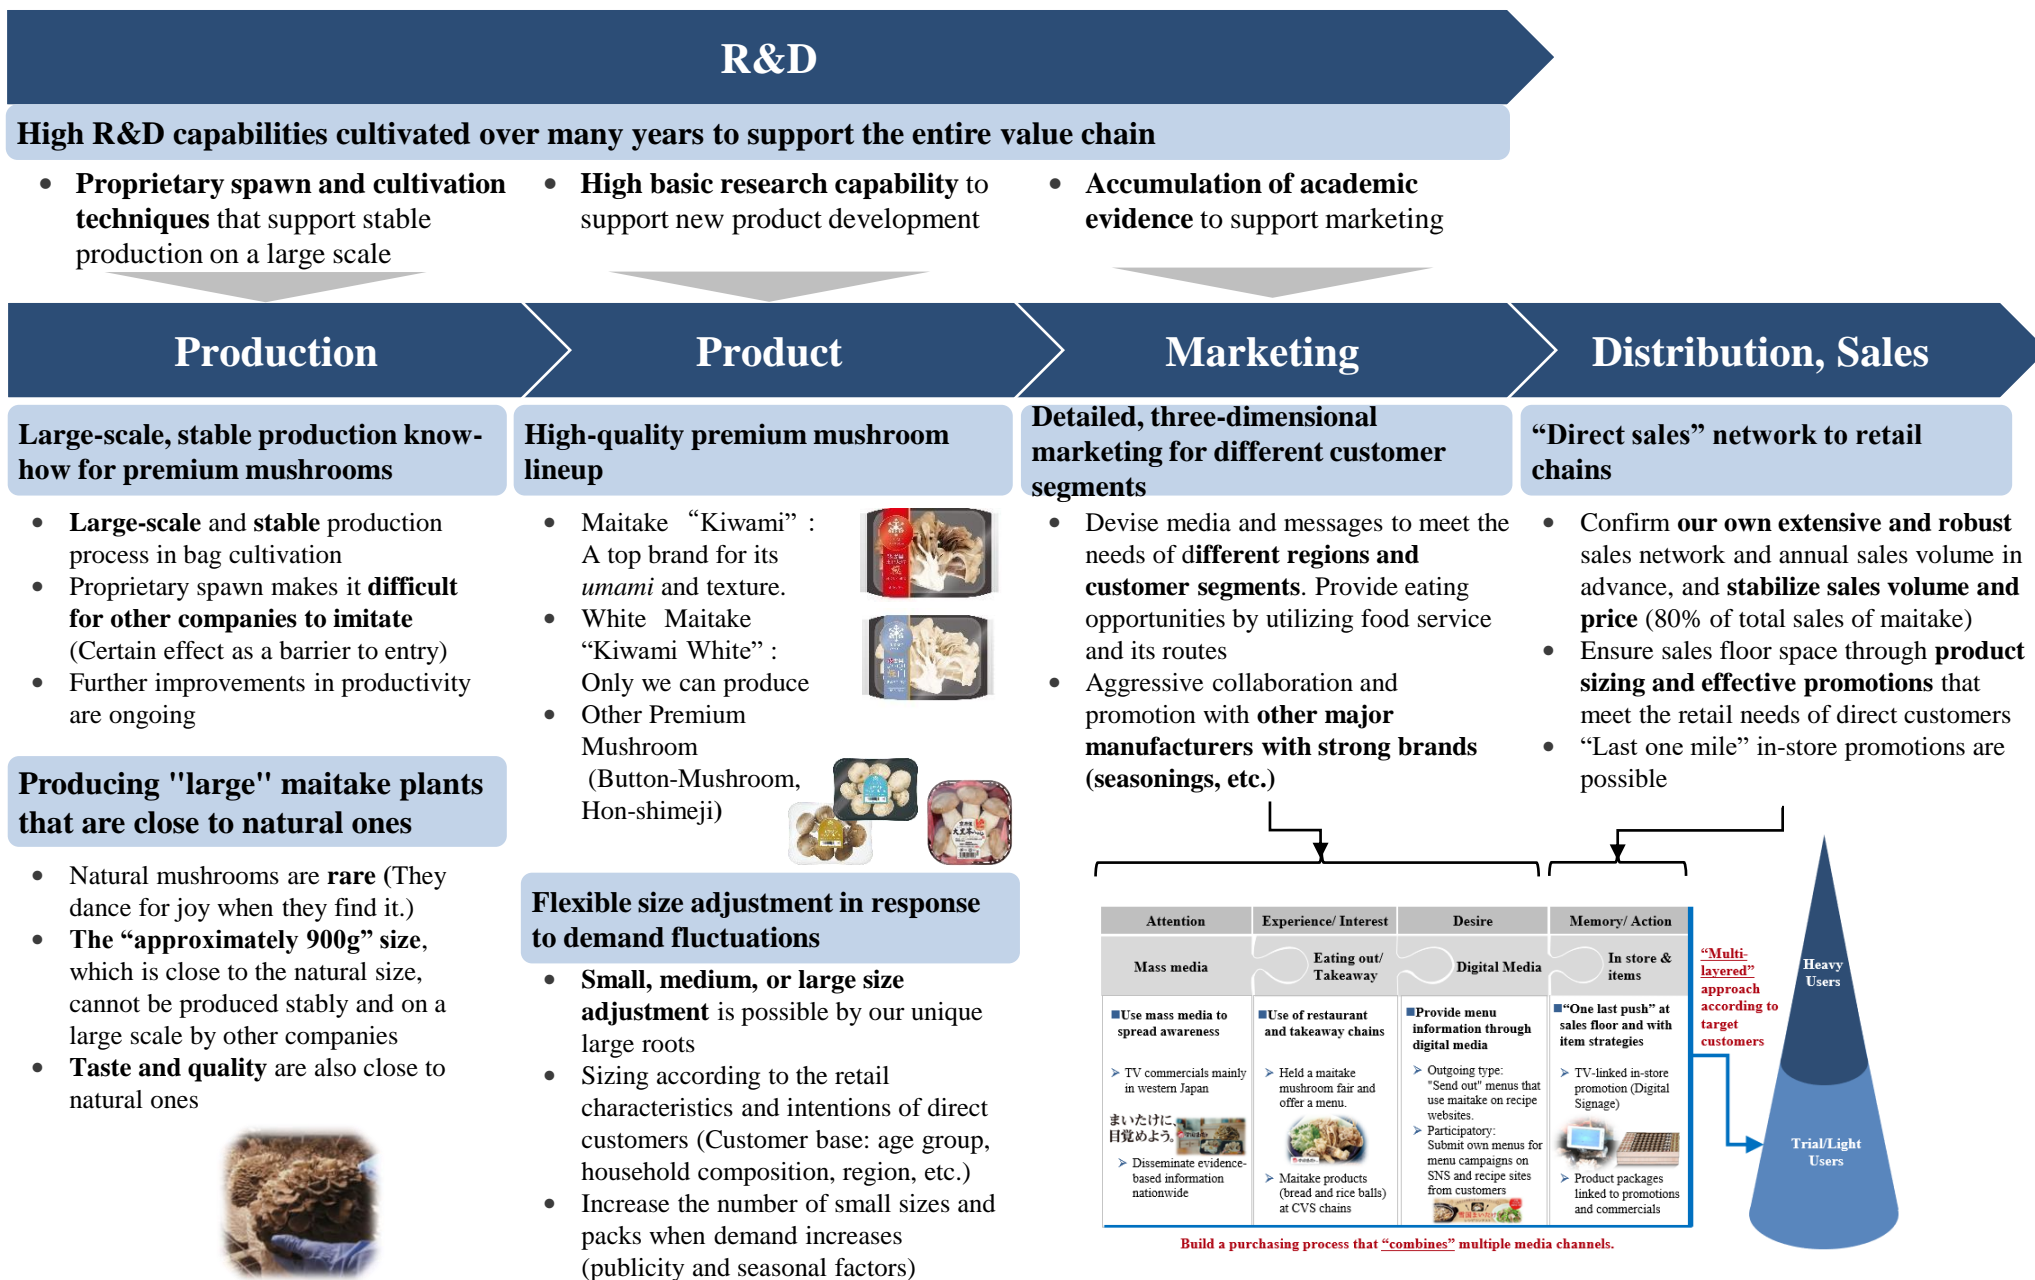 R&D
High R&D capabilities cultivated over many years to support the entire value chain
• Proprietary spawn and cultivation
techniques that support stable
production on a large scale
• High basic research capability to
support new product development
• Accumulation of academic
evidence to support marketing
Production
Product
Marketing
Distribution, Sales
Large-scale, stable production know-
how for premium mushrooms
• Large-scale and stable production
process in bag cultivation
• Proprietary spawn makes it difficult
for other companies to imitate
(Certain effect as a barrier to entry)
• Further improvements in productivity
are ongoing
Producing "large" maitake plants
that are close to natural ones
• Natural mushrooms are rare (They
dance for joy when they find it.)
• The “approximately 900g” size,
which is close to the natural size,
cannot be produced stably and on a
large scale by other companies
• Taste and quality are also close to
natural ones
High-quality premium mushroom
lineup
• Maitake “Kiwami” :
A top brand for its
umami and texture.
• White Maitake
“Kiwami White” :
Only we can produce
• Other Premium
Mushroom
(Button-Mushroom,
Hon-shimeji)
Flexible size adjustment in response
to demand fluctuations
• Small, medium, or large size
adjustment is possible by our unique
large roots
• Sizing according to the retail
characteristics and intentions of direct
customers (Customer base: age group,
household composition, region, etc.)
• Increase the number of small sizes and
packs when demand increases
(publicity and seasonal factors)
Detailed, three-dimensional
marketing for different customer
segments
• Devise media and messages to meet the
needs of different regions and
customer segments. Provide eating
opportunities by utilizing food service
and its routes
• Aggressive collaboration and
promotion with other major
manufacturers with strong brands
(seasonings, etc.)
“Direct sales” network to retail
chains
• Confirm our own extensive and robust
sales network and annual sales volume in
advance, and stabilize sales volume and
price (80% of total sales of maitake)
• Ensure sales floor space through product
sizing and effective promotions that
meet the retail needs of direct customers
• “Last one mile” in-store promotions are
possible
Attention
Experience/ Interest
Desire
Memory/ Action
Mass media
Eating out/
Takeaway
Digital Media
In store &
items
■Use mass media to
spread awareness
➢ TV commercials mainly
in western Japan
まいたけに、
目覚めよう。
➢ Disseminate evidence-
based information
nationwide
■Use of restaurant
and takeaway chains
➢ Held a maitake
mushroom fair and
offer a menu.
➢ Maitake products
(bread and rice balls)
at CVS chains
■Provide menu
information through
digital media
➢ Outgoing type:
"Send out" menus that
use maitake on recipe
websites.
➢ Participatory:
Submit own menus for
menu campaigns on
SNS and recipe sites
from customers
■“One last push” at
sales floor and with
item strategies
➢ TV-linked in-store
promotion (Digital
Signage)
➢ Product packages
linked to promotions
and commercials
“Multi-
layered”
approach
according to
target
customers
Heavy
Users
Trial/Light
Users
Build a purchasing process that “combines” multiple media channels.